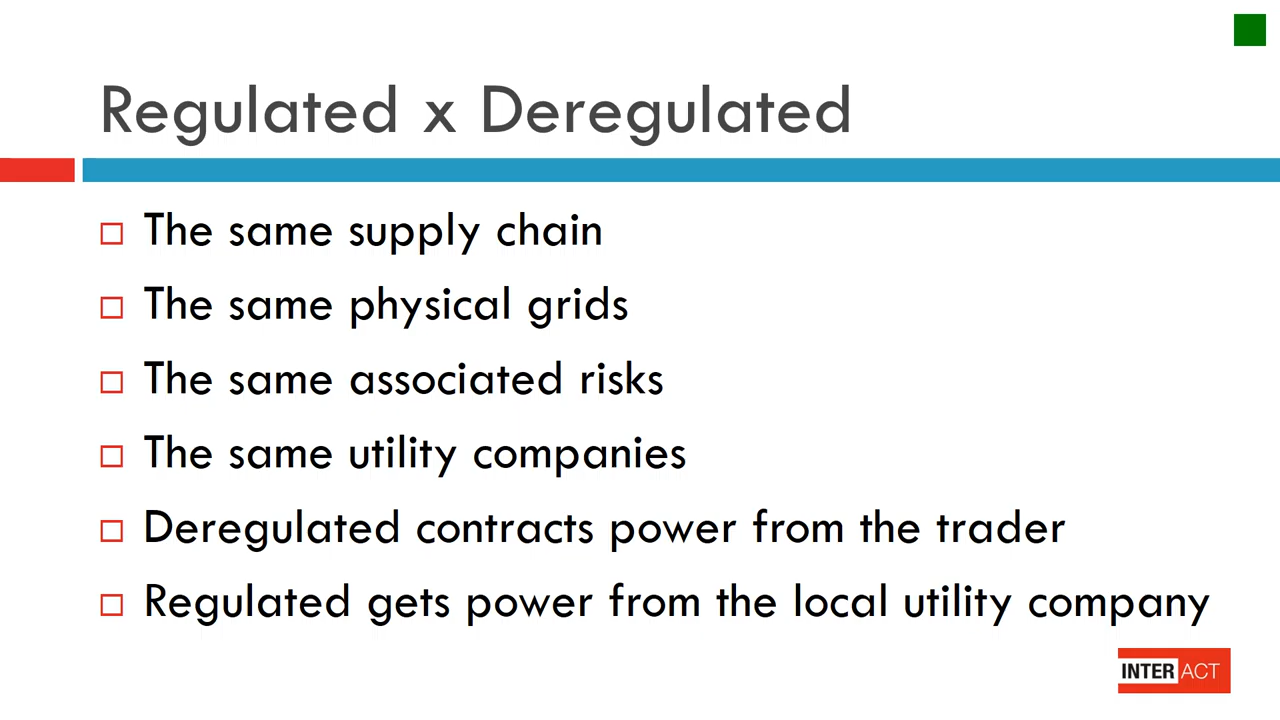 Regulated x Deregulated
The same supply chain
The same physical grids
The same associated risks
The same utility companies
Deregulated contracts power from the trader
Regulated gets power from the local utility company
INTERACT